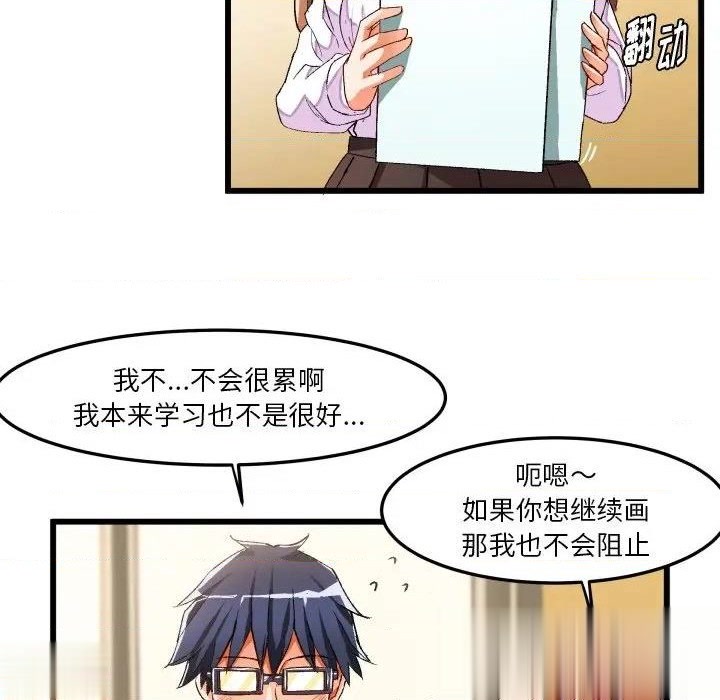 翻动
我不...不会很累啊
我本来学习也不是很好...
呃嗯～
如果你想继续画
那我也不会阻止